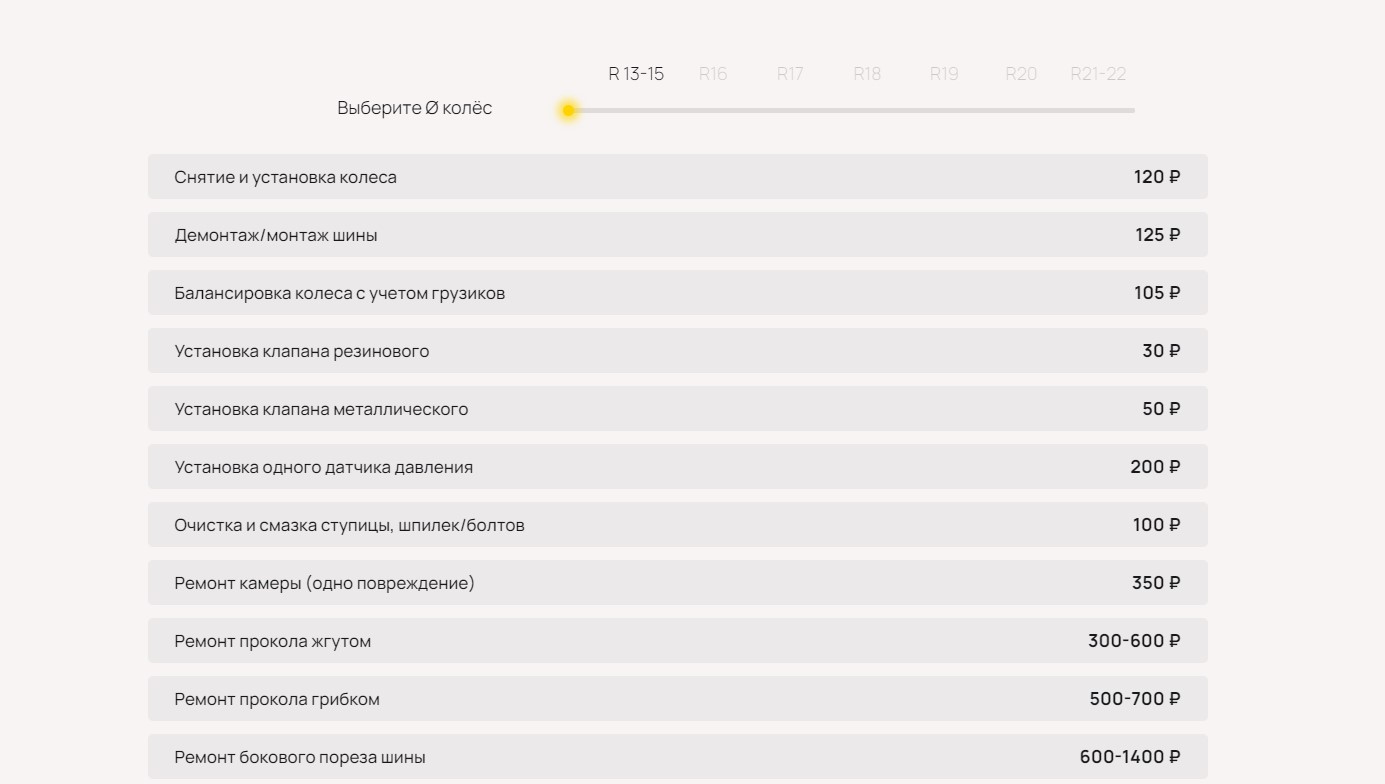 R 13-15 R16 R17 R18 R19 R20 R21-22
Выберите Ø колёс
Снятие и установка колеса 120 ₽
Демонтаж/монтаж шины 125 ₽
Балансировка колеса с учетом грузиков 105 ₽
Установка клапана резинового 30 ₽
Установка клапана металлического 50 ₽
Установка одного датчика давления 200 ₽
Очистка и смазка ступицы, шпилек/болтов 100 ₽
Ремонт камеры (одно повреждение) 350 ₽
Ремонт прокола жгутом 300-600 ₽
Ремонт прокола грибком 500-700 ₽
Ремонт бокового пореза шины 600-1400 ₽